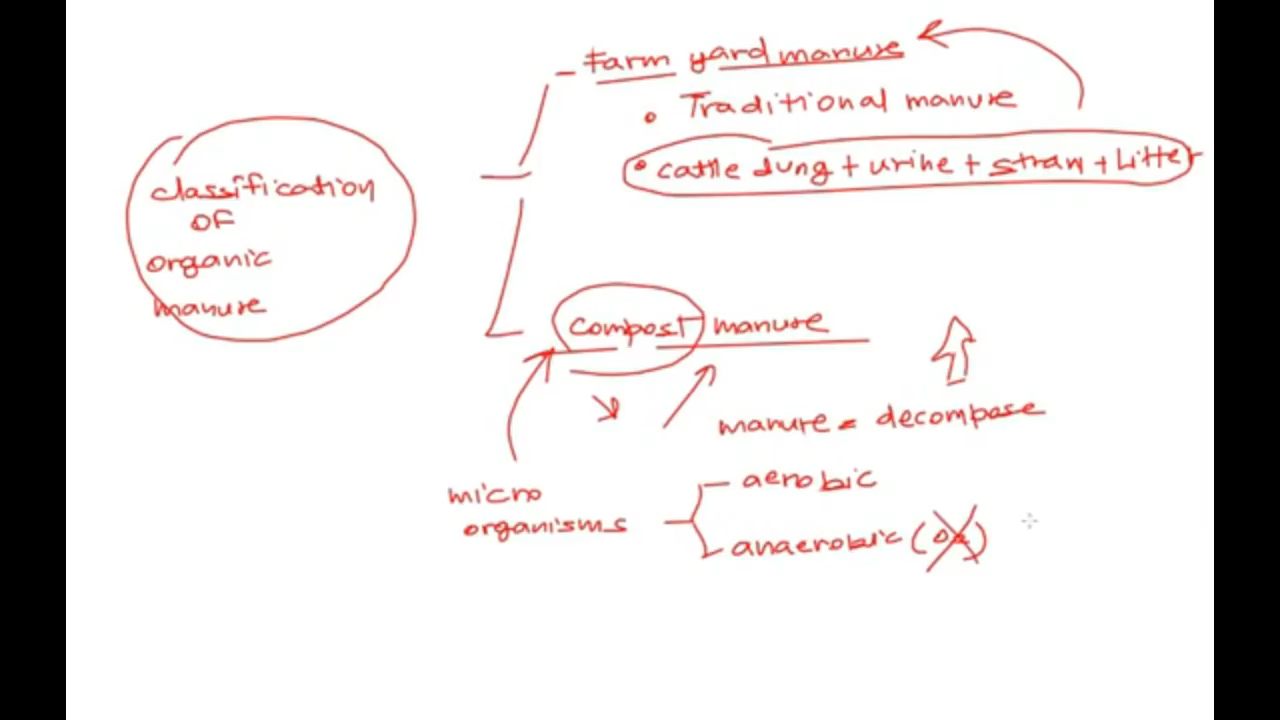 - Farm yard manure
• Traditional manure
• cattle dung + urine + straw + Litter
classification
OF
organic
manure
compost manure
manure = decompose
micro
organisms
- aerobic
- anaerobic (O2)